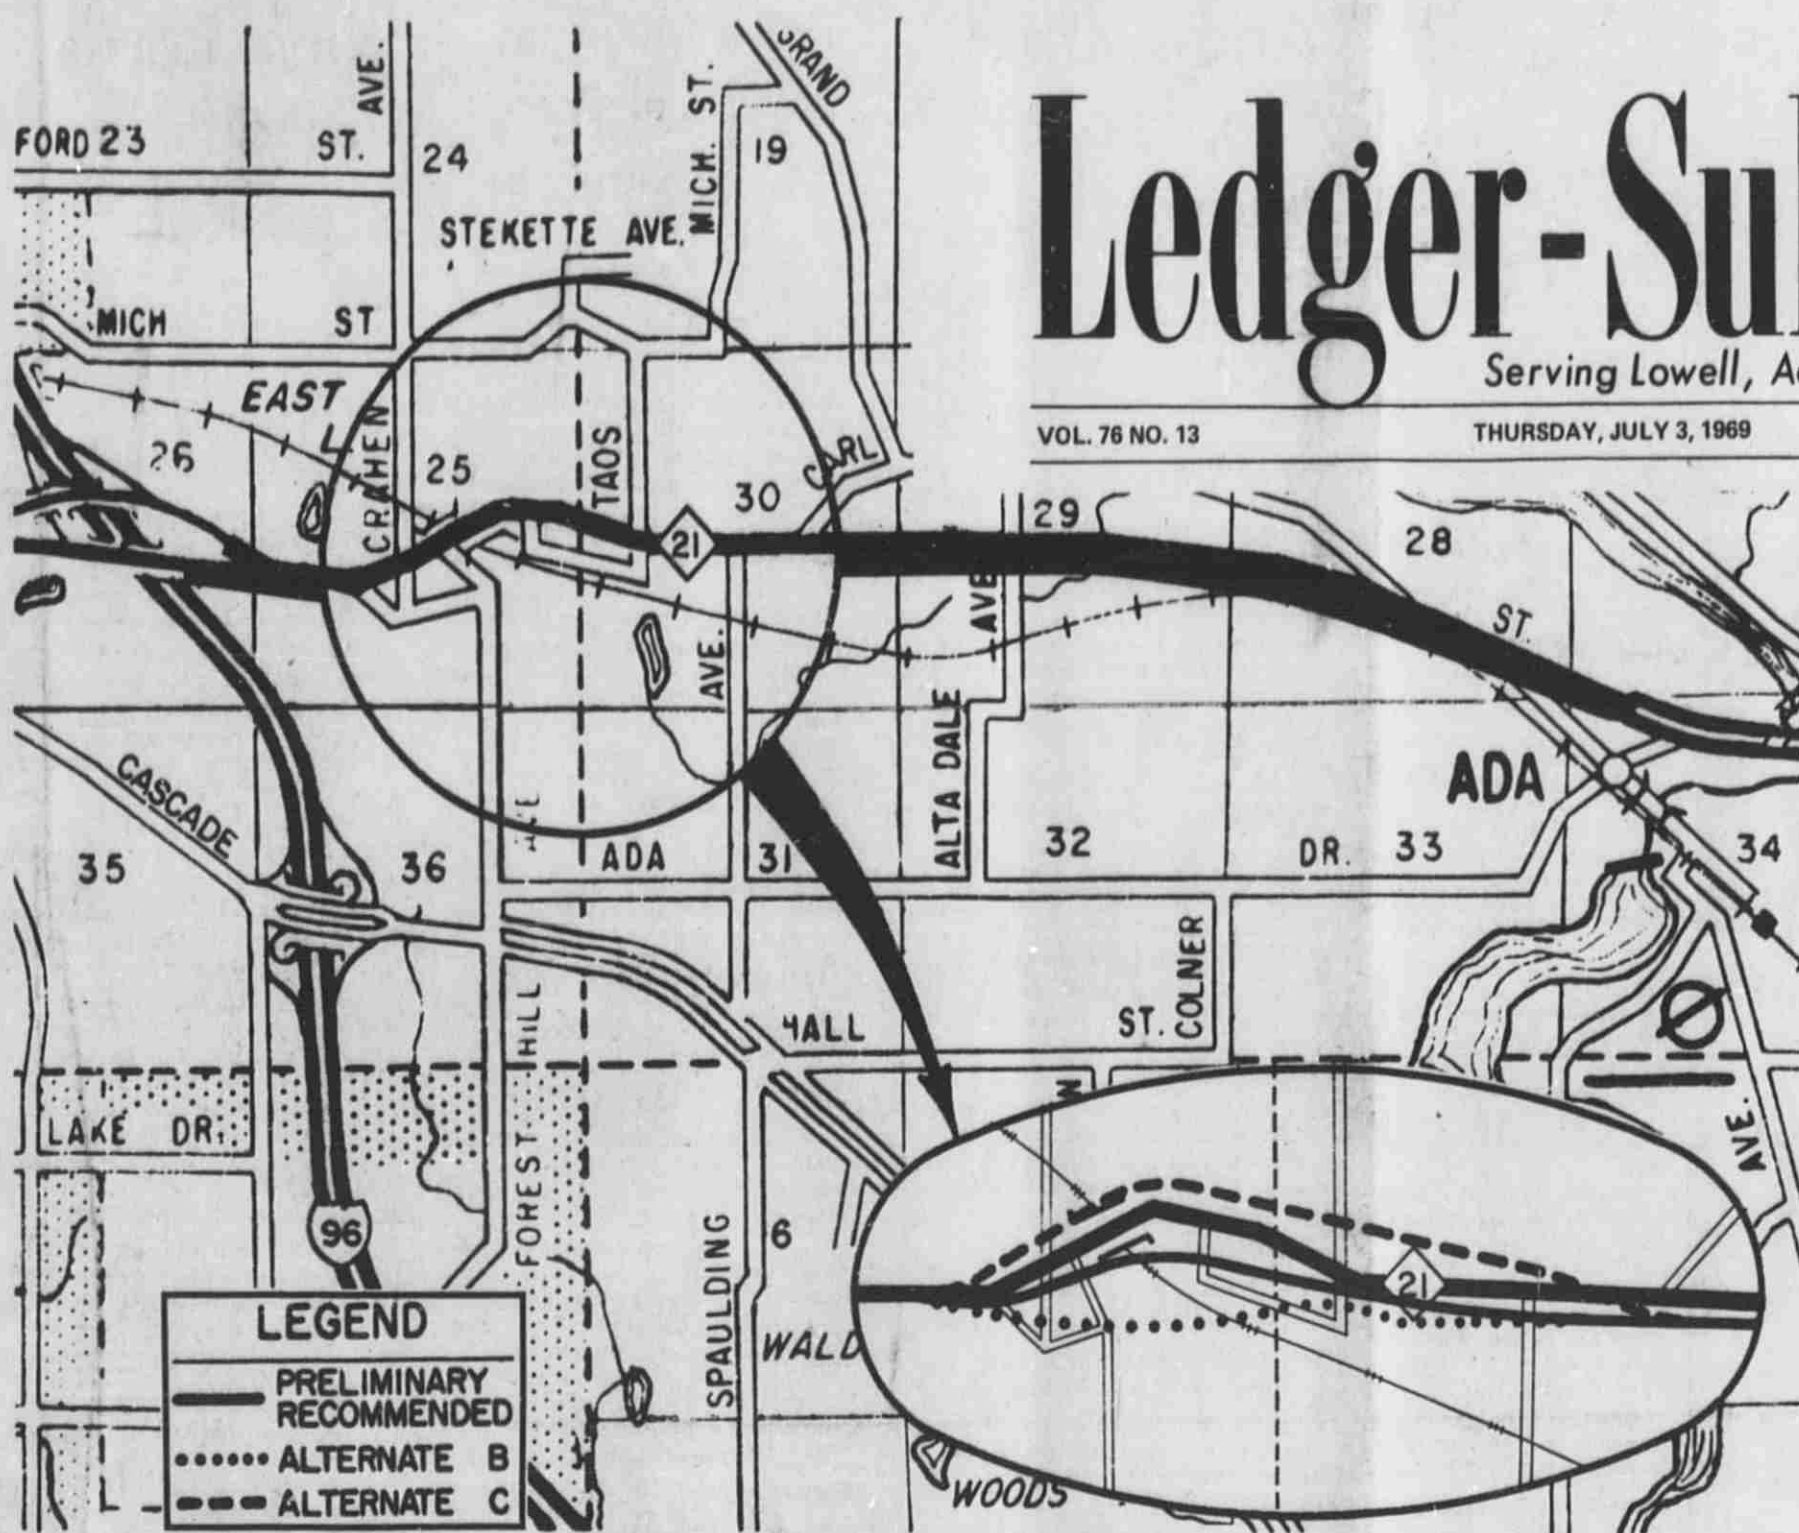 Ledger-Su
Serving Lowell, A
VOL. 76 NO. 13
THURSDAY, JULY 3, 1969
GRAND
AVE.
FORD 23
ST.
24
MICH. ST.
19
STEKETTE AVE.
MICH
ST
EAST
L
CRAHEN
26
25
TAOS
30
CARL
21
29
28
AVE
ST.
AVE.
CASCADE
ALTA DALE
ADA
35
36
ADA
31
32
DR.
33
34
HALL
ST.
COLNER
LAKE DR.
FOREST HILL
AVE.
96
SPAULDING
6
WALD
21
WOODS
LEGEND
PRELIMINARY
RECOMMENDED
ALTERNATE B
ALTERNATE C